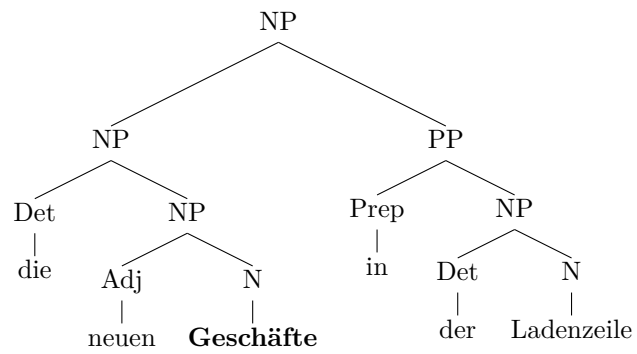 NP
NP PP
Det NP Prep NP
die Adj N in Det N
neuen Geschäfte der Ladenzeile